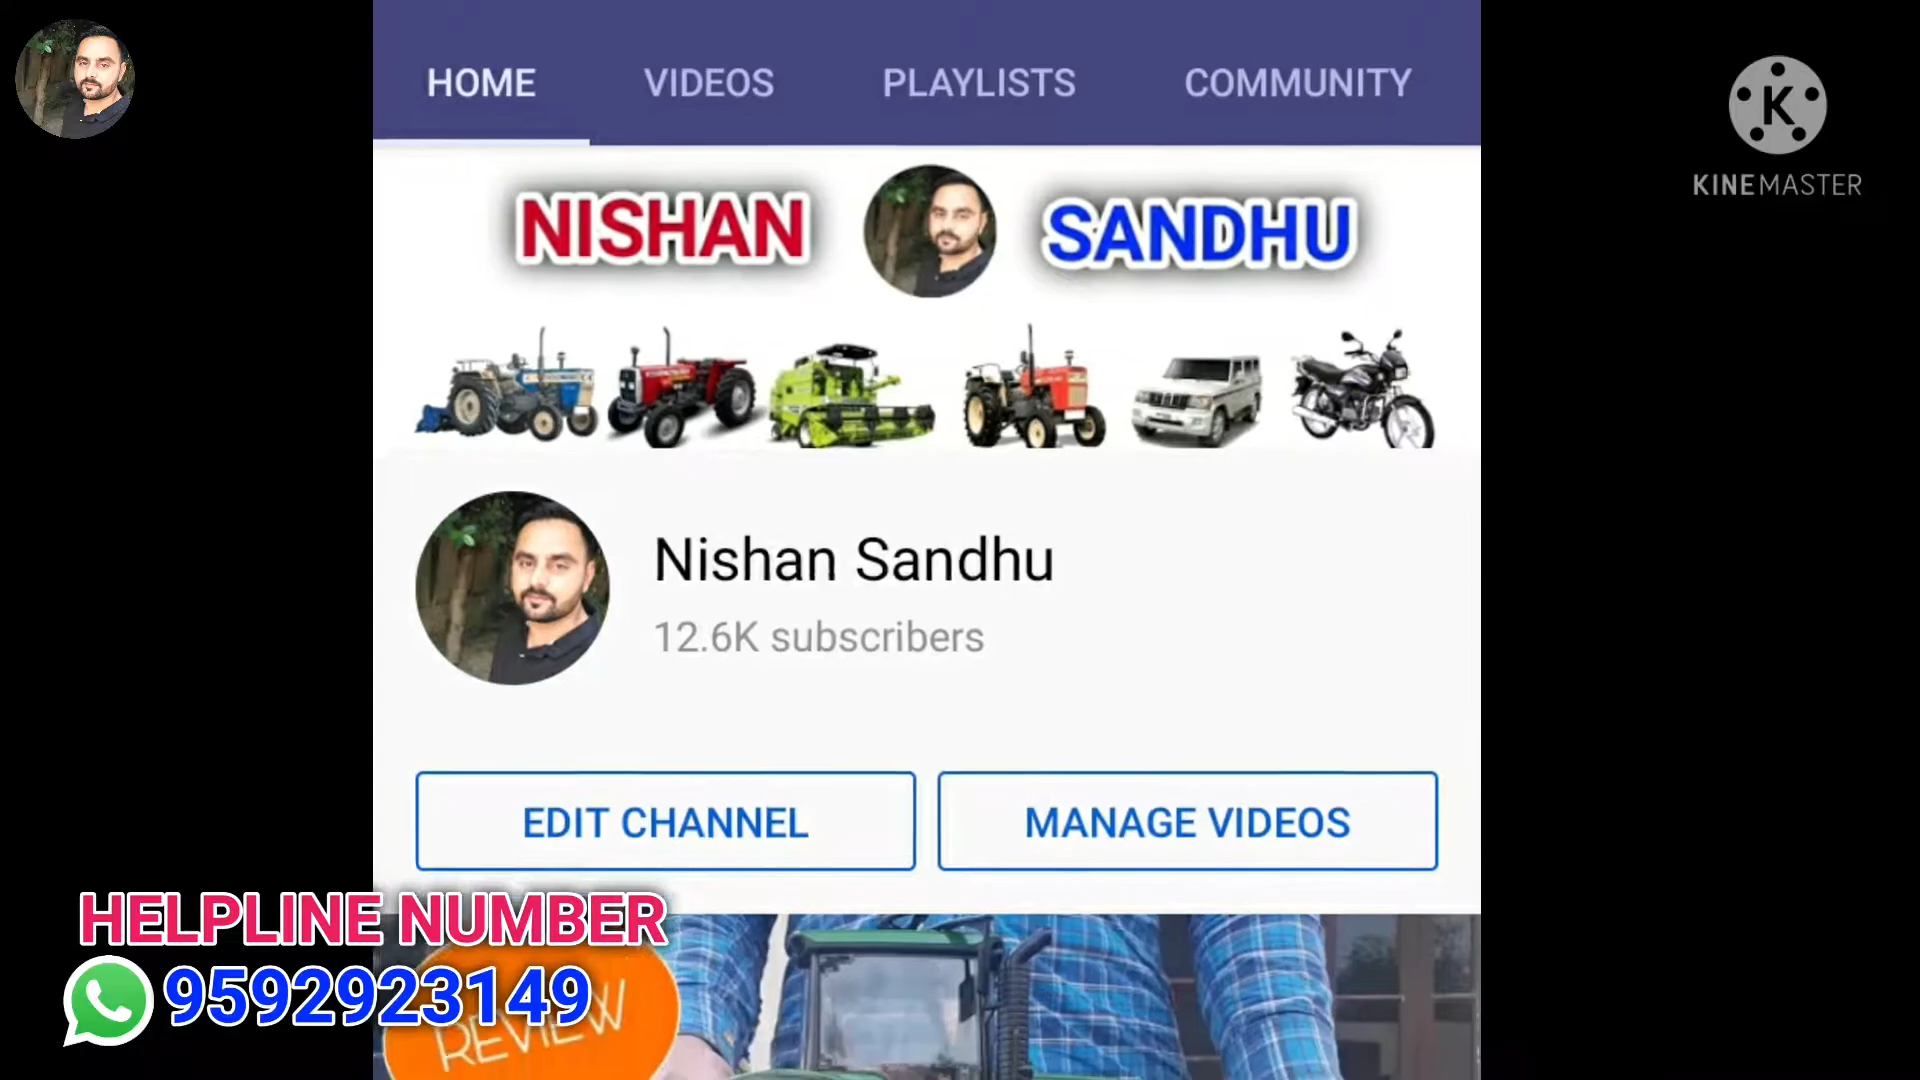 HOME VIDEOS PLAYLISTS COMMUNITY
K
KINEMASTER
NISHAN SANDHU
Nishan Sandhu
12.6K subscribers
EDIT CHANNEL MANAGE VIDEOS
HELPLINE NUMBER
9592923149
REVIEW